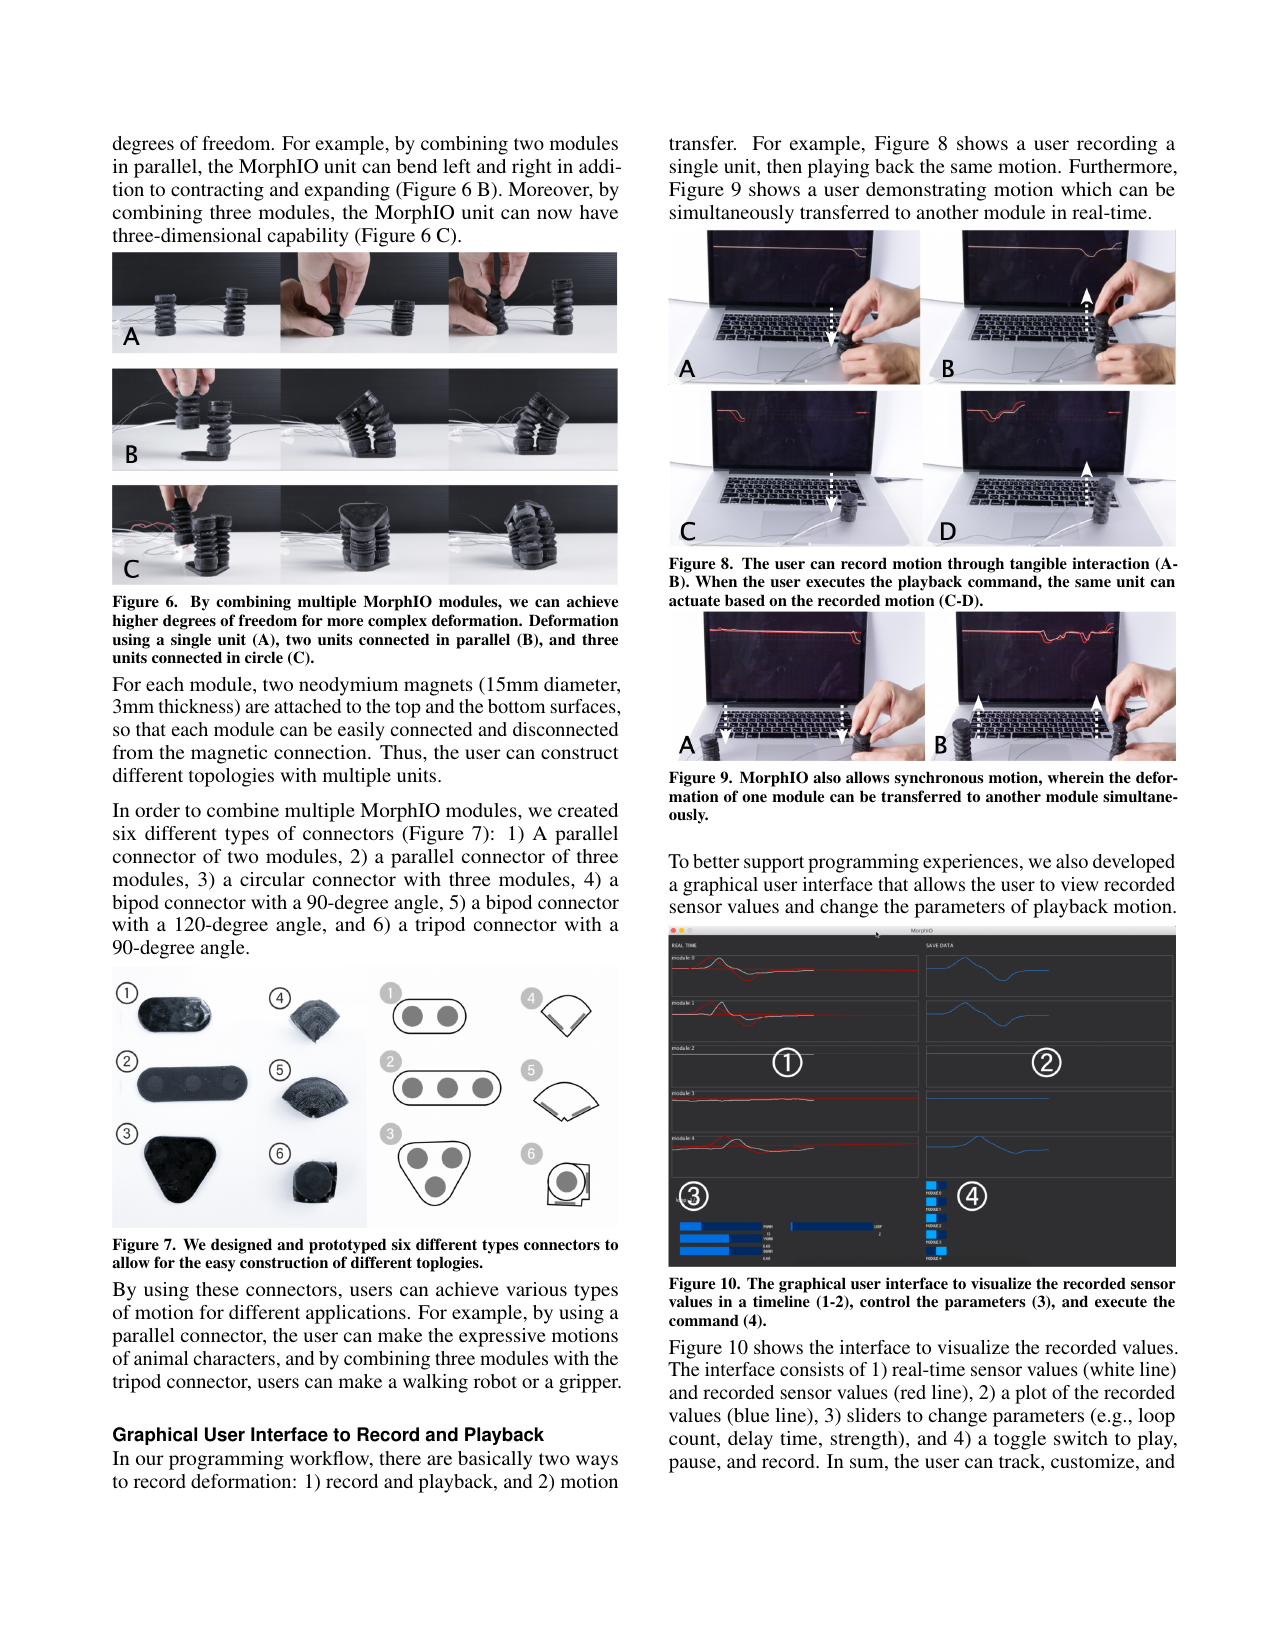 degrees of freedom. For example, by combining two modules
in parallel, the MorphIO unit can bend left and right in addi-
tion to contracting and expanding (Figure 6 B). Moreover, by
combining three modules, the MorphIO unit can now have
three-dimensional capability (Figure 6 C).
A
B
C
Figure 6. By combining multiple MorphIO modules, we can achieve
higher degrees of freedom for more complex deformation. Deformation
using a single unit (A), two units connected in parallel (B), and three
units connected in circle (C).
For each module, two neodymium magnets (15mm diameter,
3mm thickness) are attached to the top and the bottom surfaces,
so that each module can be easily connected and disconnected
from the magnetic connection. Thus, the user can construct
different topologies with multiple units.
In order to combine multiple MorphIO modules, we created
six different types of connectors (Figure 7): 1) A parallel
connector of two modules, 2) a parallel connector of three
modules, 3) a circular connector with three modules, 4) a
bipod connector with a 90-degree angle, 5) a bipod connector
with a 120-degree angle, and 6) a tripod connector with a
90-degree angle.
1 4 1 4
2 5 2 5
3 6 3 6
Figure 7. We designed and prototyped six different types connectors to
allow for the easy construction of different toplogies.
By using these connectors, users can achieve various types
of motion for different applications. For example, by using a
parallel connector, the user can make the expressive motions
of animal characters, and by combining three modules with the
tripod connector, users can make a walking robot or a gripper.
Graphical User Interface to Record and Playback
In our programming workflow, there are basically two ways
to record deformation: 1) record and playback, and 2) motion
transfer. For example, Figure 8 shows a user recording a
single unit, then playing back the same motion. Furthermore,
Figure 9 shows a user demonstrating motion which can be
simultaneously transferred to another module in real-time.
A B
C D
Figure 8. The user can record motion through tangible interaction (A-
B). When the user executes the playback command, the same unit can
actuate based on the recorded motion (C-D).
A B
Figure 9. MorphIO also allows synchronous motion, wherein the defor-
mation of one module can be transferred to another module simultane-
ously.
To better support programming experiences, we also developed
a graphical user interface that allows the user to view recorded
sensor values and change the parameters of playback motion.
MorphIO
REAL TIME SAVE DATA
module:0
module:1
module:2
1 2
module:3
module:4
3 4
MODULE 0
MODULE 1
MODULE 2
MODULE 3
MODULE 4
LOOP
2
Figure 10. The graphical user interface to visualize the recorded sensor
values in a timeline (1-2), control the parameters (3), and execute the
command (4).
Figure 10 shows the interface to visualize the recorded values.
The interface consists of 1) real-time sensor values (white line)
and recorded sensor values (red line), 2) a plot of the recorded
values (blue line), 3) sliders to change parameters (e.g., loop
count, delay time, strength), and 4) a toggle switch to play,
pause, and record. In sum, the user can track, customize, and